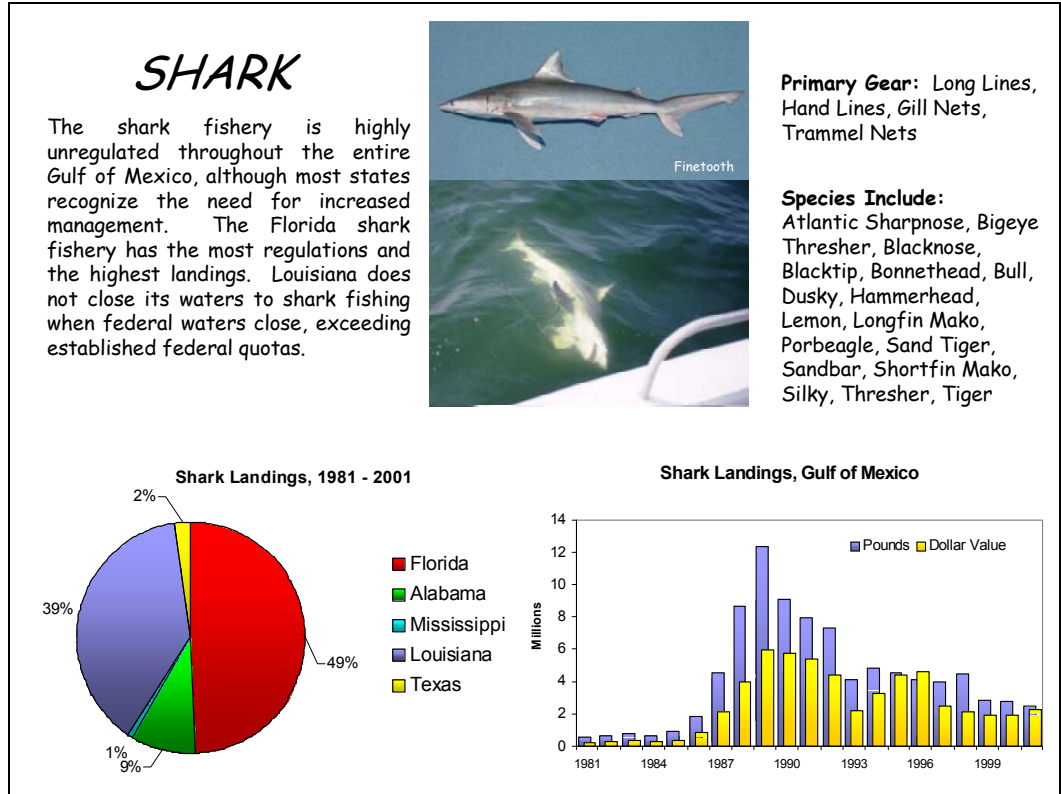 SHARK
The shark fishery is highly
unregulated throughout the entire
Gulf of Mexico, although most states
recognize the need for increased
management. The Florida shark
fishery has the most regulations and
the highest landings. Louisiana does
not close its waters to shark fishing
when federal waters close, exceeding
established federal quotas.
Finetooth
Primary Gear: Long Lines,
Hand Lines, Gill Nets,
Trammel Nets
Species Include:
Atlantic Sharpnose, Bigeye
Thresher, Blacknose,
Blacktip, Bonnethead, Bull,
Dusky, Hammerhead,
Lemon, Longfin Mako,
Porbeagle, Sand Tiger,
Sandbar, Shortfin Mako,
Silky, Thresher, Tiger
Shark Landings, 1981 - 2001
2%
39%
49%
1%
9%
Florida
Alabama
Mississippi
Louisiana
Texas
Shark Landings, Gulf of Mexico
Pounds Dollar Value
Millions
14
12
10
8
6
4
2
0
1981 1984 1987 1990 1993 1996 1999